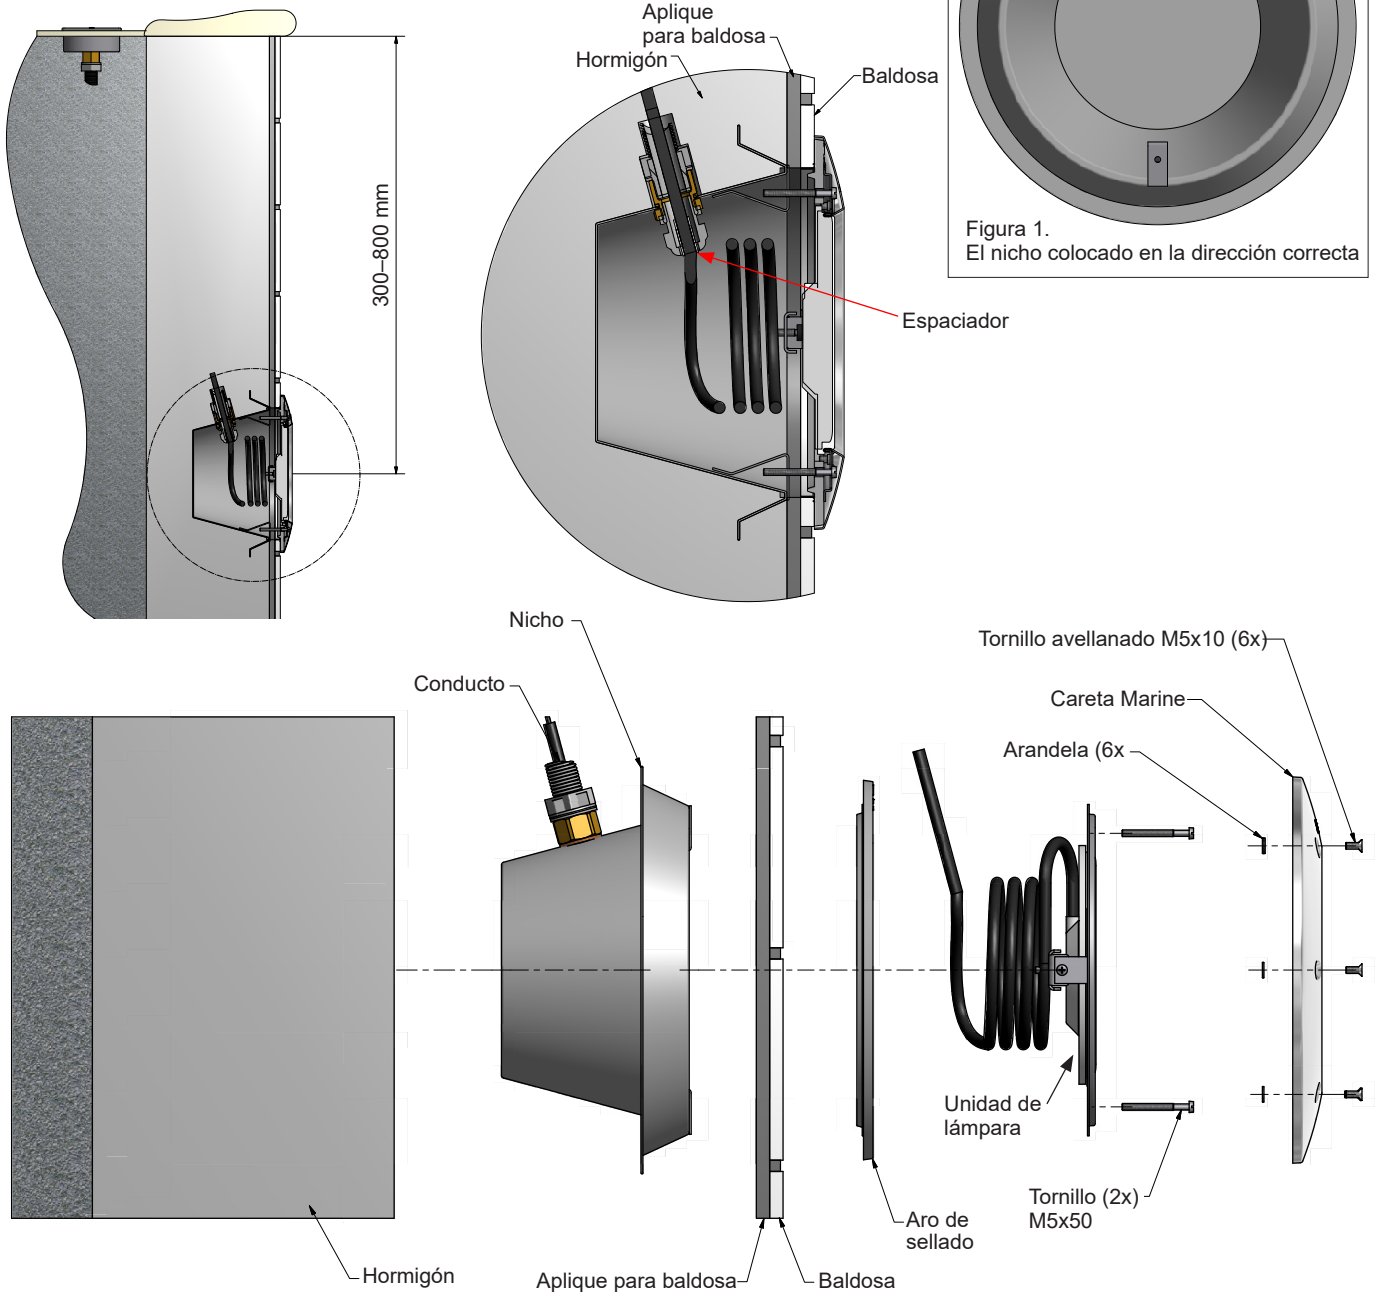 Aplique
para baldosa
Hormigón
Baldosa
300–800 mm
Figura 1.
El nicho colocado en la dirección correcta
Espaciador
Nicho
Conducto
Tornillo avellanado M5x10 (6x)
Careta Marine
Arandela (6x
Unidad de
lámpara
Tornillo (2x)
M5x50
Aro de
sellado
Hormigón
Aplique para baldosa
Baldosa